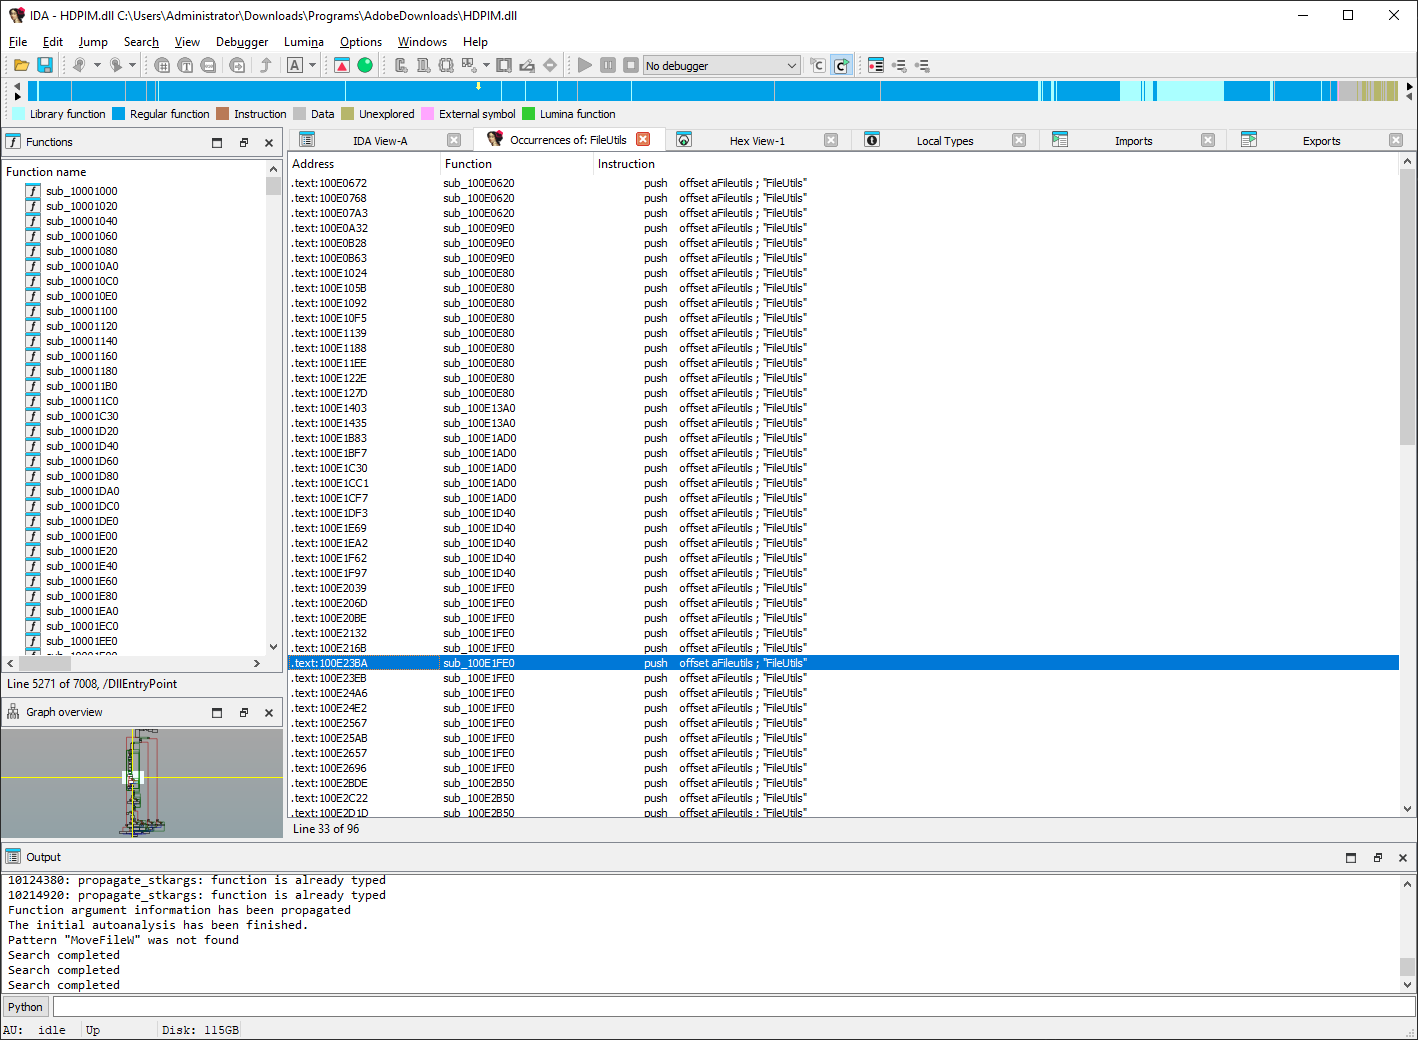 IDA - HDPIM.dll C:\Users\Administrator\Downloads\Programs\AdobeDownloads\HDPIM.dll
File Edit Jump Search View Debugger Lumina Options Windows Help
No debugger
Library function Regular function Instruction Data Unexplored External symbol Lumina function
Functions
Function name
sub_10001000
sub_10001020
sub_10001040
sub_10001060
sub_10001080
sub_100010A0
sub_100010C0
sub_100010E0
sub_10001100
sub_10001120
sub_10001140
sub_10001160
sub_10001180
sub_100011B0
sub_100011C0
sub_10001C30
sub_10001D20
sub_10001D40
sub_10001D60
sub_10001D80
sub_10001DA0
sub_10001DC0
sub_10001DE0
sub_10001E00
sub_10001E20
sub_10001E40
sub_10001E60
sub_10001E80
sub_10001EA0
sub_10001EC0
sub_10001EE0
Line 5271 of 7008, /DllEntryPoint
Graph overview
IDA View-A Occurrences of: FileUtils Hex View-1 Local Types Imports Exports
Address Function Instruction
.text:100E0672 sub_100E0620 push offset aFileutils ; "FileUtils"
.text:100E0768 sub_100E0620 push offset aFileutils ; "FileUtils"
.text:100E07A3 sub_100E0620 push offset aFileutils ; "FileUtils"
.text:100E0A32 sub_100E09E0 push offset aFileutils ; "FileUtils"
.text:100E0B28 sub_100E09E0 push offset aFileutils ; "FileUtils"
.text:100E0B63 sub_100E09E0 push offset aFileutils ; "FileUtils"
.text:100E1024 sub_100E0E80 push offset aFileutils ; "FileUtils"
.text:100E105B sub_100E0E80 push offset aFileutils ; "FileUtils"
.text:100E1092 sub_100E0E80 push offset aFileutils ; "FileUtils"
.text:100E10F5 sub_100E0E80 push offset aFileutils ; "FileUtils"
.text:100E1139 sub_100E0E80 push offset aFileutils ; "FileUtils"
.text:100E1188 sub_100E0E80 push offset aFileutils ; "FileUtils"
.text:100E11EE sub_100E0E80 push offset aFileutils ; "FileUtils"
.text:100E122E sub_100E0E80 push offset aFileutils ; "FileUtils"
.text:100E127D sub_100E0E80 push offset aFileutils ; "FileUtils"
.text:100E1403 sub_100E13A0 push offset aFileutils ; "FileUtils"
.text:100E1435 sub_100E13A0 push offset aFileutils ; "FileUtils"
.text:100E1B83 sub_100E1AD0 push offset aFileutils ; "FileUtils"
.text:100E1BF7 sub_100E1AD0 push offset aFileutils ; "FileUtils"
.text:100E1C30 sub_100E1AD0 push offset aFileutils ; "FileUtils"
.text:100E1CC1 sub_100E1AD0 push offset aFileutils ; "FileUtils"
.text:100E1CF7 sub_100E1AD0 push offset aFileutils ; "FileUtils"
.text:100E1DF3 sub_100E1D40 push offset aFileutils ; "FileUtils"
.text:100E1E69 sub_100E1D40 push offset aFileutils ; "FileUtils"
.text:100E1EA2 sub_100E1D40 push offset aFileutils ; "FileUtils"
.text:100E1F62 sub_100E1D40 push offset aFileutils ; "FileUtils"
.text:100E1F97 sub_100E1D40 push offset aFileutils ; "FileUtils"
.text:100E2039 sub_100E1FE0 push offset aFileutils ; "FileUtils"
.text:100E206D sub_100E1FE0 push offset aFileutils ; "FileUtils"
.text:100E20BE sub_100E1FE0 push offset aFileutils ; "FileUtils"
.text:100E2132 sub_100E1FE0 push offset aFileutils ; "FileUtils"
.text:100E216B sub_100E1FE0 push offset aFileutils ; "FileUtils"
.text:100E23BA sub_100E1FE0 push offset aFileutils ; "FileUtils"
.text:100E23EB sub_100E1FE0 push offset aFileutils ; "FileUtils"
.text:100E24A6 sub_100E1FE0 push offset aFileutils ; "FileUtils"
.text:100E24E2 sub_100E1FE0 push offset aFileutils ; "FileUtils"
.text:100E2567 sub_100E1FE0 push offset aFileutils ; "FileUtils"
.text:100E25AB sub_100E1FE0 push offset aFileutils ; "FileUtils"
.text:100E2657 sub_100E1FE0 push offset aFileutils ; "FileUtils"
.text:100E2696 sub_100E1FE0 push offset aFileutils ; "FileUtils"
.text:100E2BDE sub_100E2B50 push offset aFileutils ; "FileUtils"
.text:100E2C22 sub_100E2B50 push offset aFileutils ; "FileUtils"
.text:100E2D1D sub_100E2B50 push offset aFileutils ; "FileUtils"
Line 33 of 96
Output
10124380: propagate_stkargs: function is already typed
10214920: propagate_stkargs: function is already typed
Function argument information has been propagated
The initial autoanalysis has been finished.
Pattern "MoveFileW" was not found
Search completed
Search completed
Search completed
Python
AU: idle Up Disk: 115GB